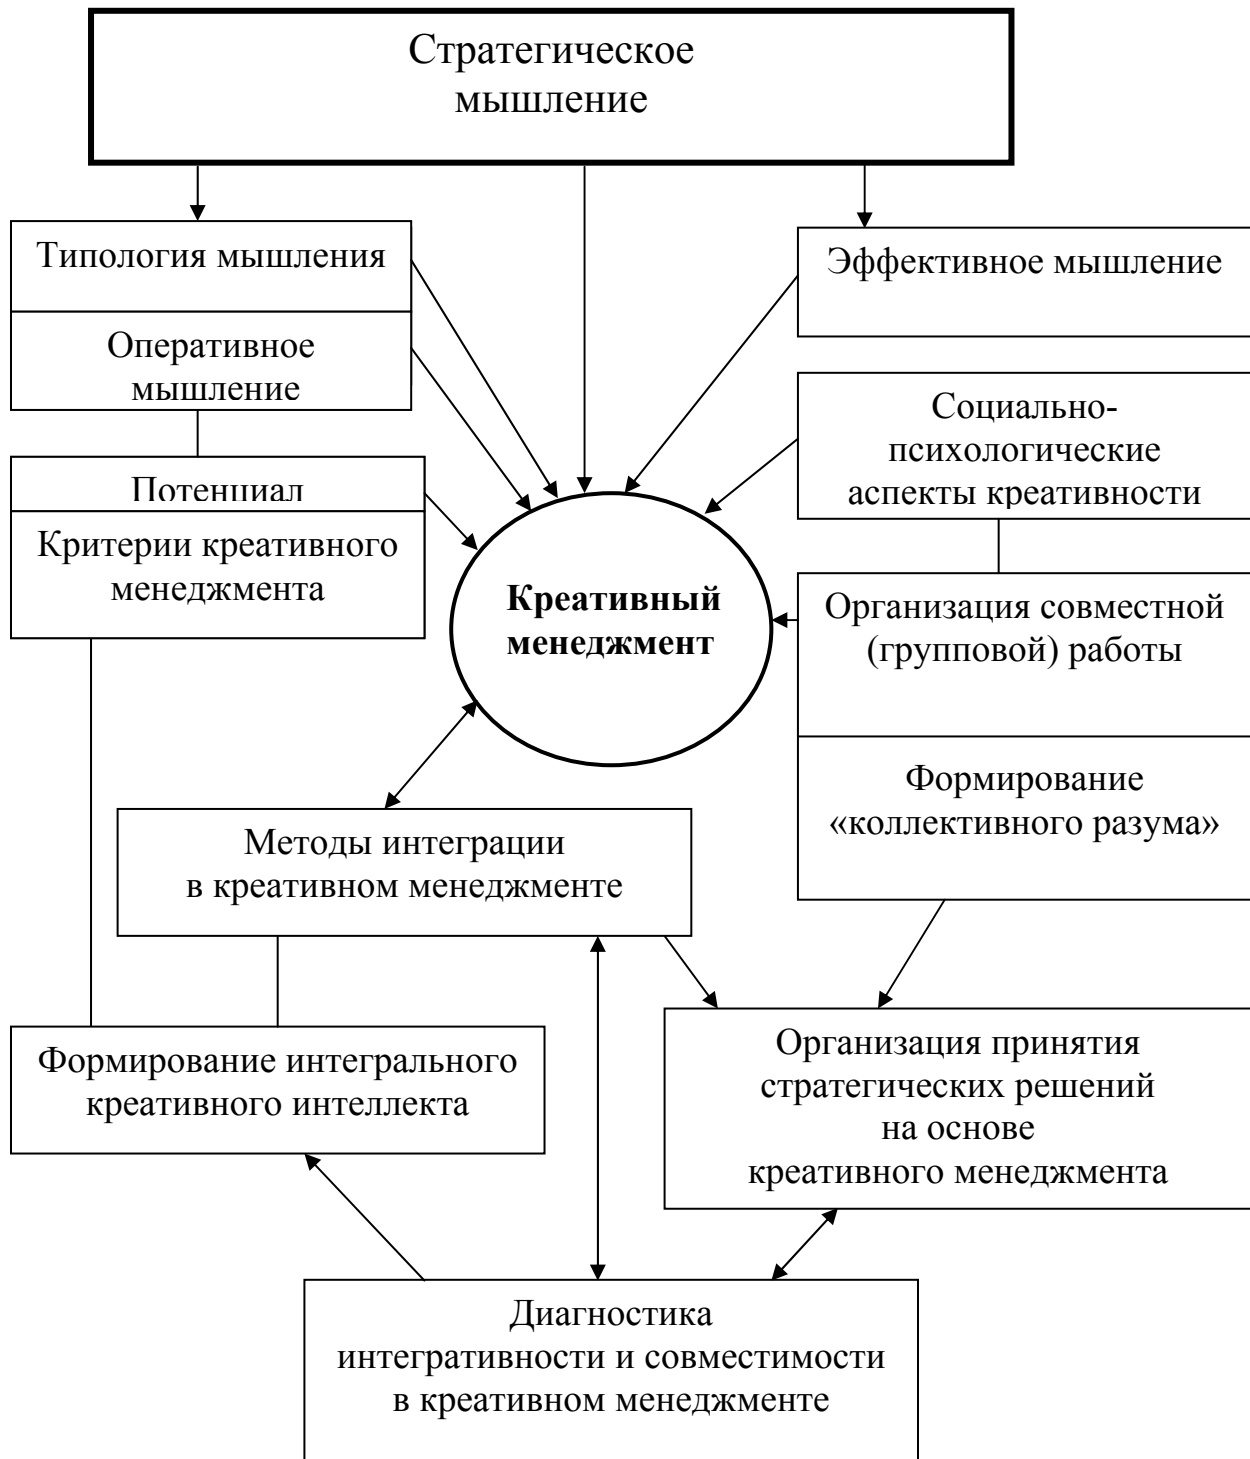 Стратегическое
мышление
Типология мышления
Эффективное мышление
Оперативное
мышление
Социально-
психологические
аспекты креативности
Потенциал
Критерии креативного
менеджмента
Креативный
менеджмент
Организация совместной
(групповой) работы
Формирование
«коллективного разума»
Методы интеграции
в креативном менеджменте
Формирование интегрального
креативного интеллекта
Организация принятия
стратегических решений
на основе
креативного менеджмента
Диагностика
интегративности и совместимости
в креативном менеджменте